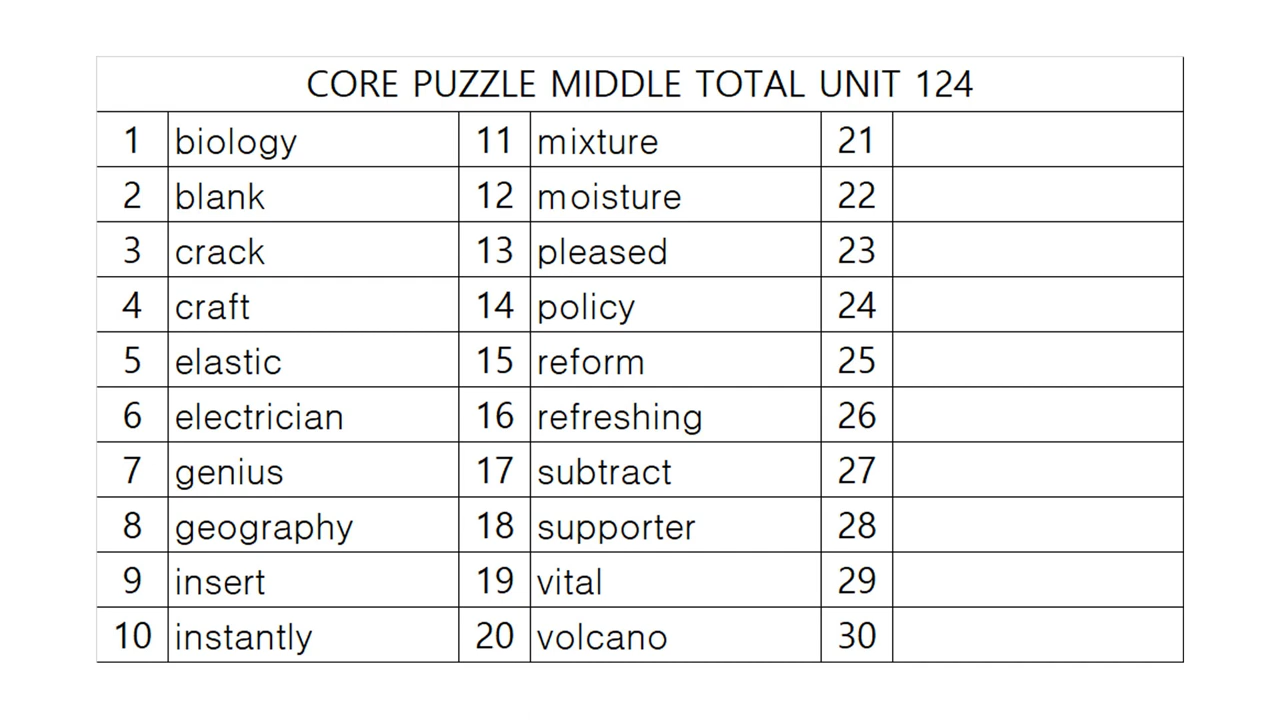 CORE PUZZLE MIDDLE TOTAL UNIT 124
1 biology 11 mixture 21
2 blank 12 moisture 22
3 crack 13 pleased 23
4 craft 14 policy 24
5 elastic 15 reform 25
6 electrician 16 refreshing 26
7 genius 17 subtract 27
8 geography 18 supporter 28
9 insert 19 vital 29
10 instantly 20 volcano 30